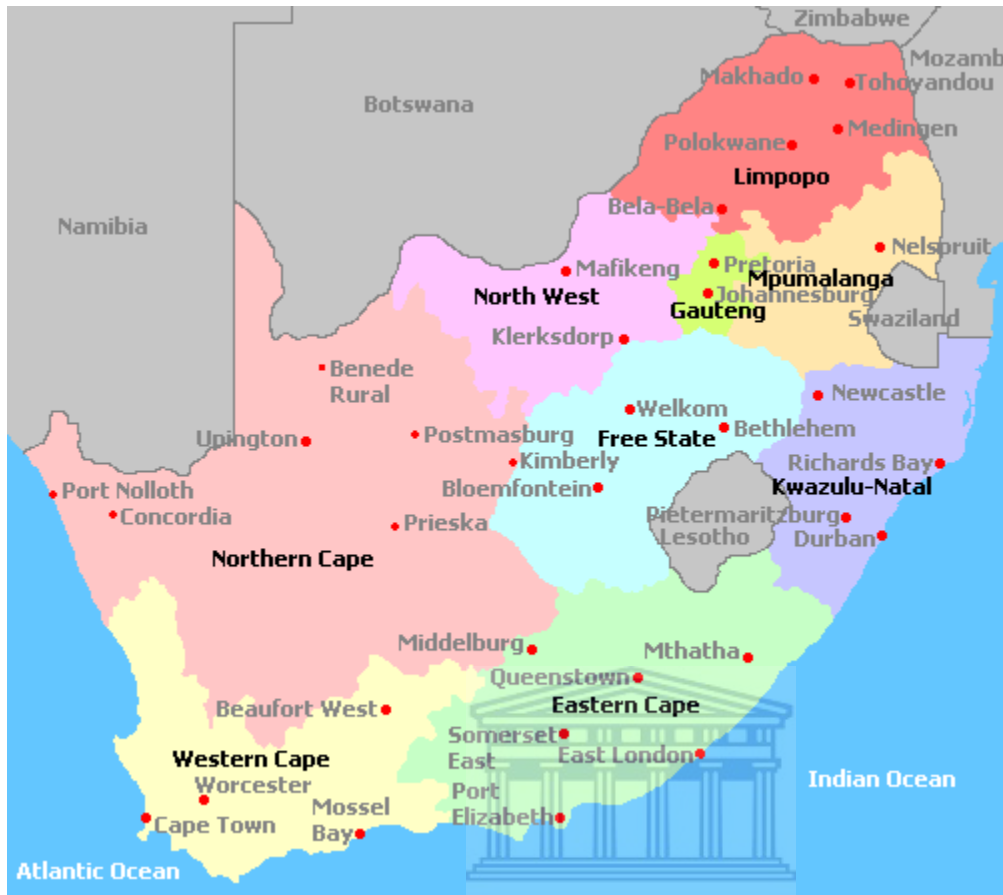 Zimbabwe
Mozamb
Makhado
Tohoyandou
Botswana
Medingen
Polokwane
Limpopo
Bela-Bela
Namibia
Nelspruit
Pretoria
Mafikeng
Mpumalanga
North West
Johannesburg
Gauteng
Swaziland
Klerksdorp
Benede
Rural
Newcastle
Welkom
Bethlehem
Upington
Postmasburg
Free State
Kimberly
Richards Bay
Kwazulu-Natal
Bloemfontein
Port Nolloth
Concordia
Pietermaritzburg
Prieska
Lesotho
Durban
Northern Cape
Middelburg
Mthatha
Queenstown
Eastern Cape
Beaufort West
Somerset
East
East London
Western Cape
Worcester
Indian Ocean
Port
Elizabeth
Mossel
Bay
Cape Town
Atlantic Ocean